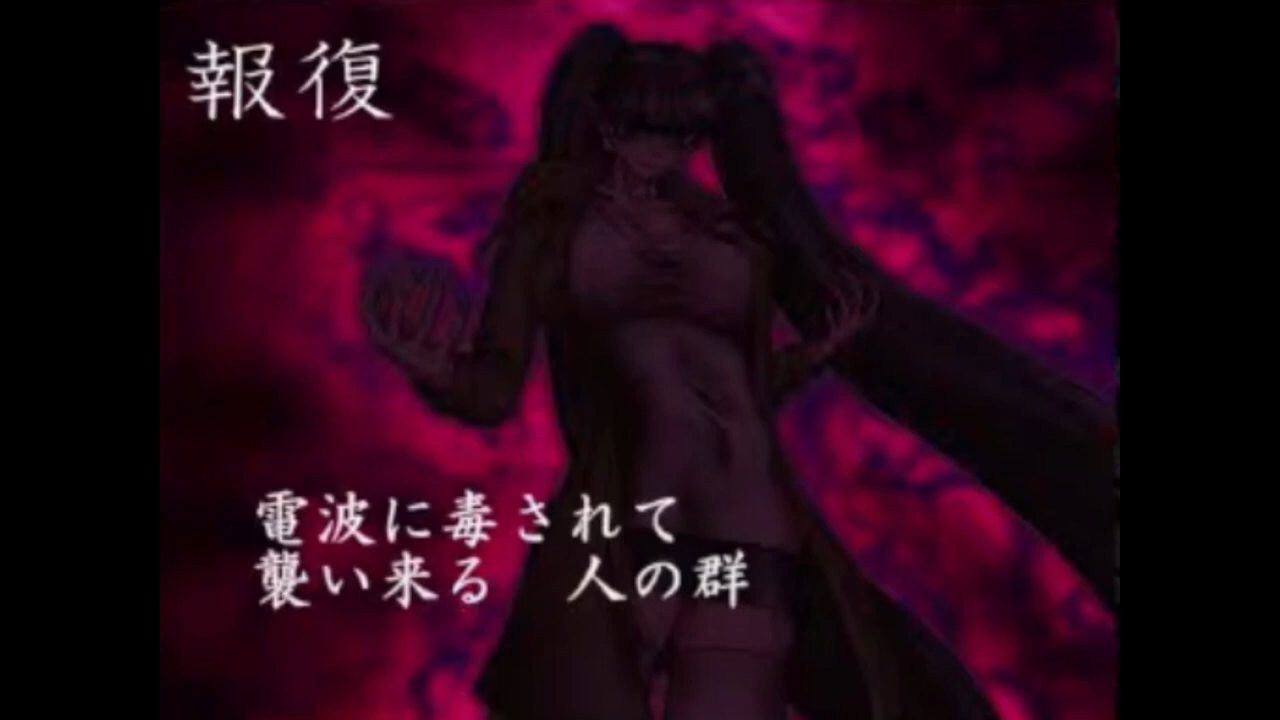 報復
電波に毒されて
襲い来る　人の群